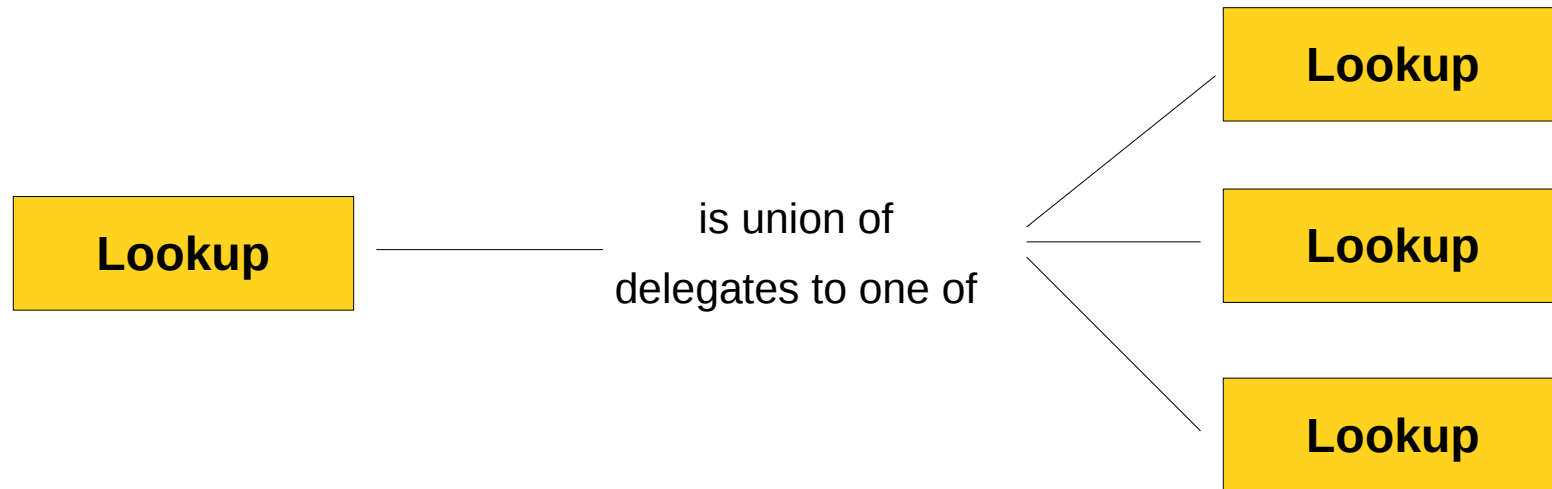 Lookup
is union of
delegates to one of
Lookup
Lookup
Lookup